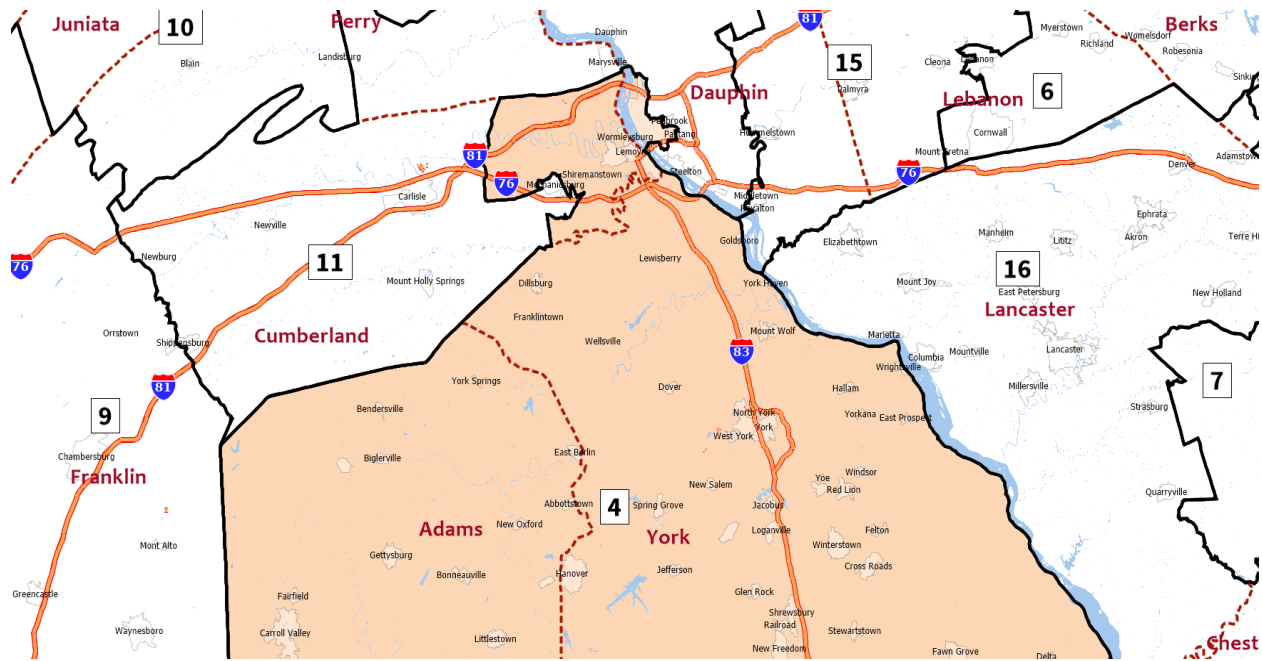 Juniata
10
Perry
Dauphin
81
Berks
Myerstown
Womelsdorf
Richland
Robesonia
Blain
Landisburg
Marysville
15
Cleona
Lebanon
Palmyra
6
Dauphin
Lebanon
Penbrook
Paxtang
Hummelstown
Cornwall
Wormleysburg
Lemoyne
Mount Gretna
Denver
Adamstown
81
76
Shiremanstown
Mechanicsburg
Steelton
76
Carlisle
Middletown
Royalton
Newville
Ephrata
Manheim
Lititz
Akron
Goldsboro
Elizabethtown
Newburg
76
11
Lewisberry
16
Mount Holly Springs
Dillsburg
York Haven
Mount Joy
East Petersburg
New Holland
Lancaster
Franklintown
Orrstown
Shippensburg
Cumberland
Wellsville
Mount Wolf
Marietta
83
Columbia
Mountville
Lancaster
Wrightsville
81
York Springs
Dover
Hallam
Millersville
7
Bendersville
North York
Yorkana
East Prospect
Strasburg
9
York
West York
Chambersburg
Biglerville
East Berlin
Franklin
Windsor
Yoe
Red Lion
New Salem
Quarryville
Abbottstown
4
Spring Grove
Jacobus
New Oxford
Adams
York
Loganville
Felton
Mont Alto
Winterstown
Gettysburg
Cross Roads
Bonneauville
Hanover
Jefferson
Greencastle
Fairfield
Glen Rock
Shrewsbury
Railroad
Waynesboro
Carroll Valley
Littlestown
Stewartstown
New Freedom
Fawn Grove
Delta
Chest